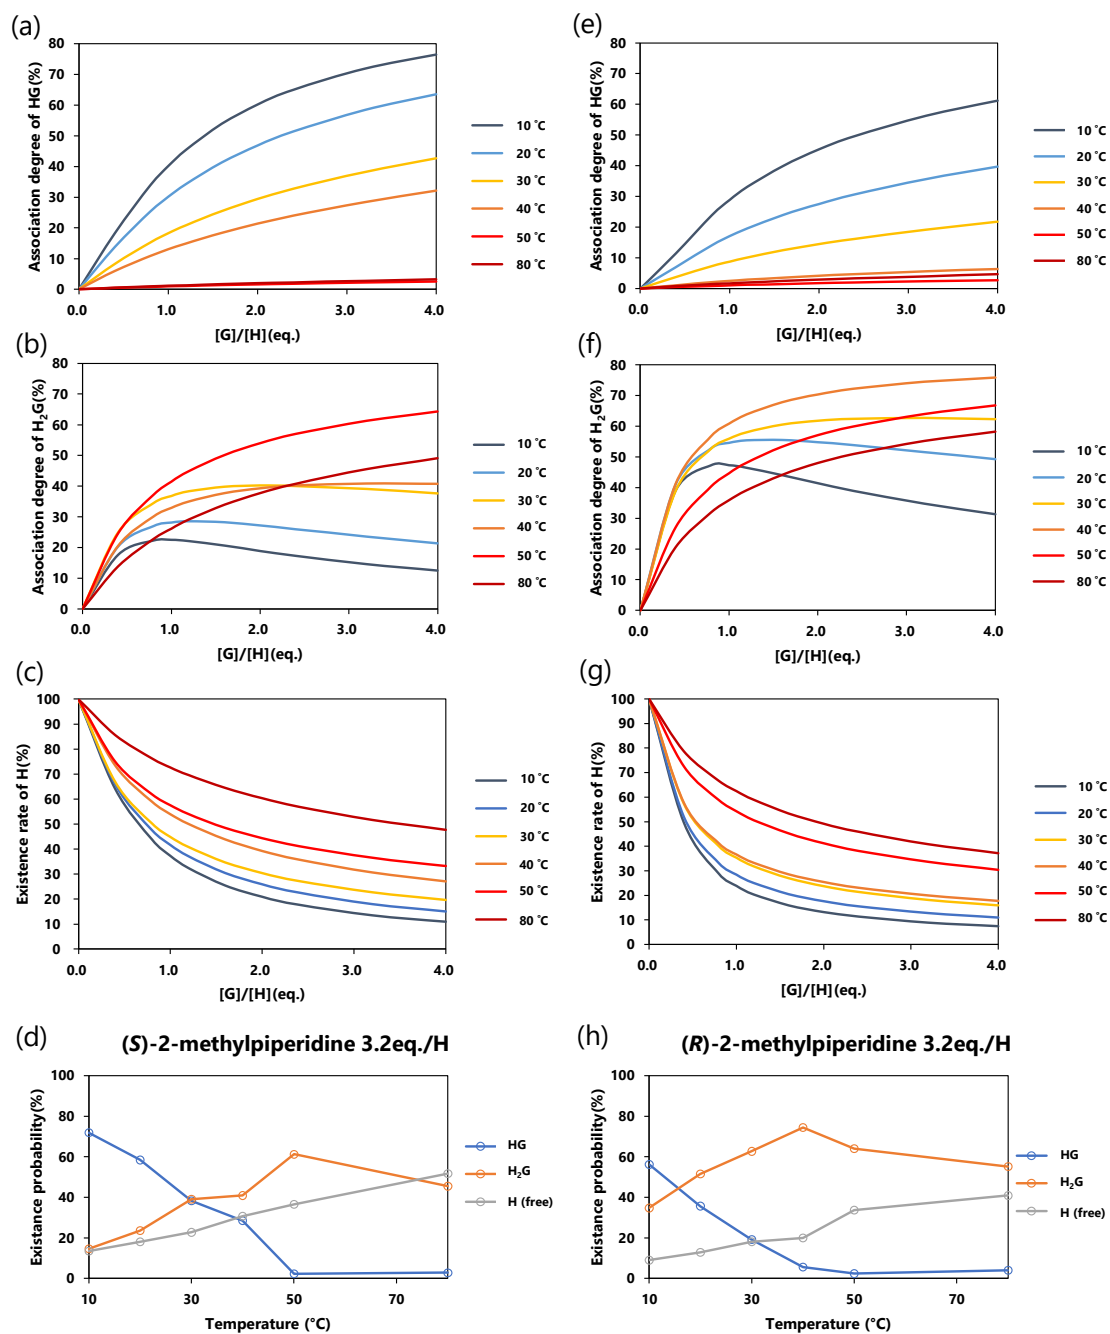 (a)
Association degree of HG(%)
80
70
60
50
40
30
20
10
0
0.0 1.0 2.0 3.0 4.0
[G]/[H](eq.)
10 °C
20 °C
30 °C
40 °C
50 °C
80 °C
(e)
Association degree of HG(%)
80
70
60
50
40
30
20
10
0
0.0 1.0 2.0 3.0 4.0
[G]/[H](eq.)
10 °C
20 °C
30 °C
40 °C
50 °C
80 °C
(b)
Association degree of H₂G(%)
80
70
60
50
40
30
20
10
0
0.0 1.0 2.0 3.0 4.0
[G]/[H](eq.)
10 °C
20 °C
30 °C
40 °C
50 °C
80 °C
(f)
Association degree of H₂G(%)
80
70
60
50
40
30
20
10
0
0.0 1.0 2.0 3.0 4.0
[G]/[H](eq.)
10 °C
20 °C
30 °C
40 °C
50 °C
80 °C
(c)
Existence rate of H(%)
100
90
80
70
60
50
40
30
20
10
0
0.0 1.0 2.0 3.0 4.0
[G]/[H](eq.)
10 °C
20 °C
30 °C
40 °C
50 °C
80 °C
(g)
Existence rate of H(%)
100
90
80
70
60
50
40
30
20
10
0
0.0 1.0 2.0 3.0 4.0
[G]/[H](eq.)
10 °C
20 °C
30 °C
40 °C
50 °C
80 °C
(d)
(S)-2-methylpiperidine 3.2eq./H
Existance probability(%)
100
80
60
40
20
0
10 30 50 70
Temperature (°C)
HG
H₂G
H (free)
(h)
(R)-2-methylpiperidine 3.2eq./H
Existance probability(%)
100
80
60
40
20
0
10 30 50 70
Temperature (°C)
HG
H₂G
H (free)